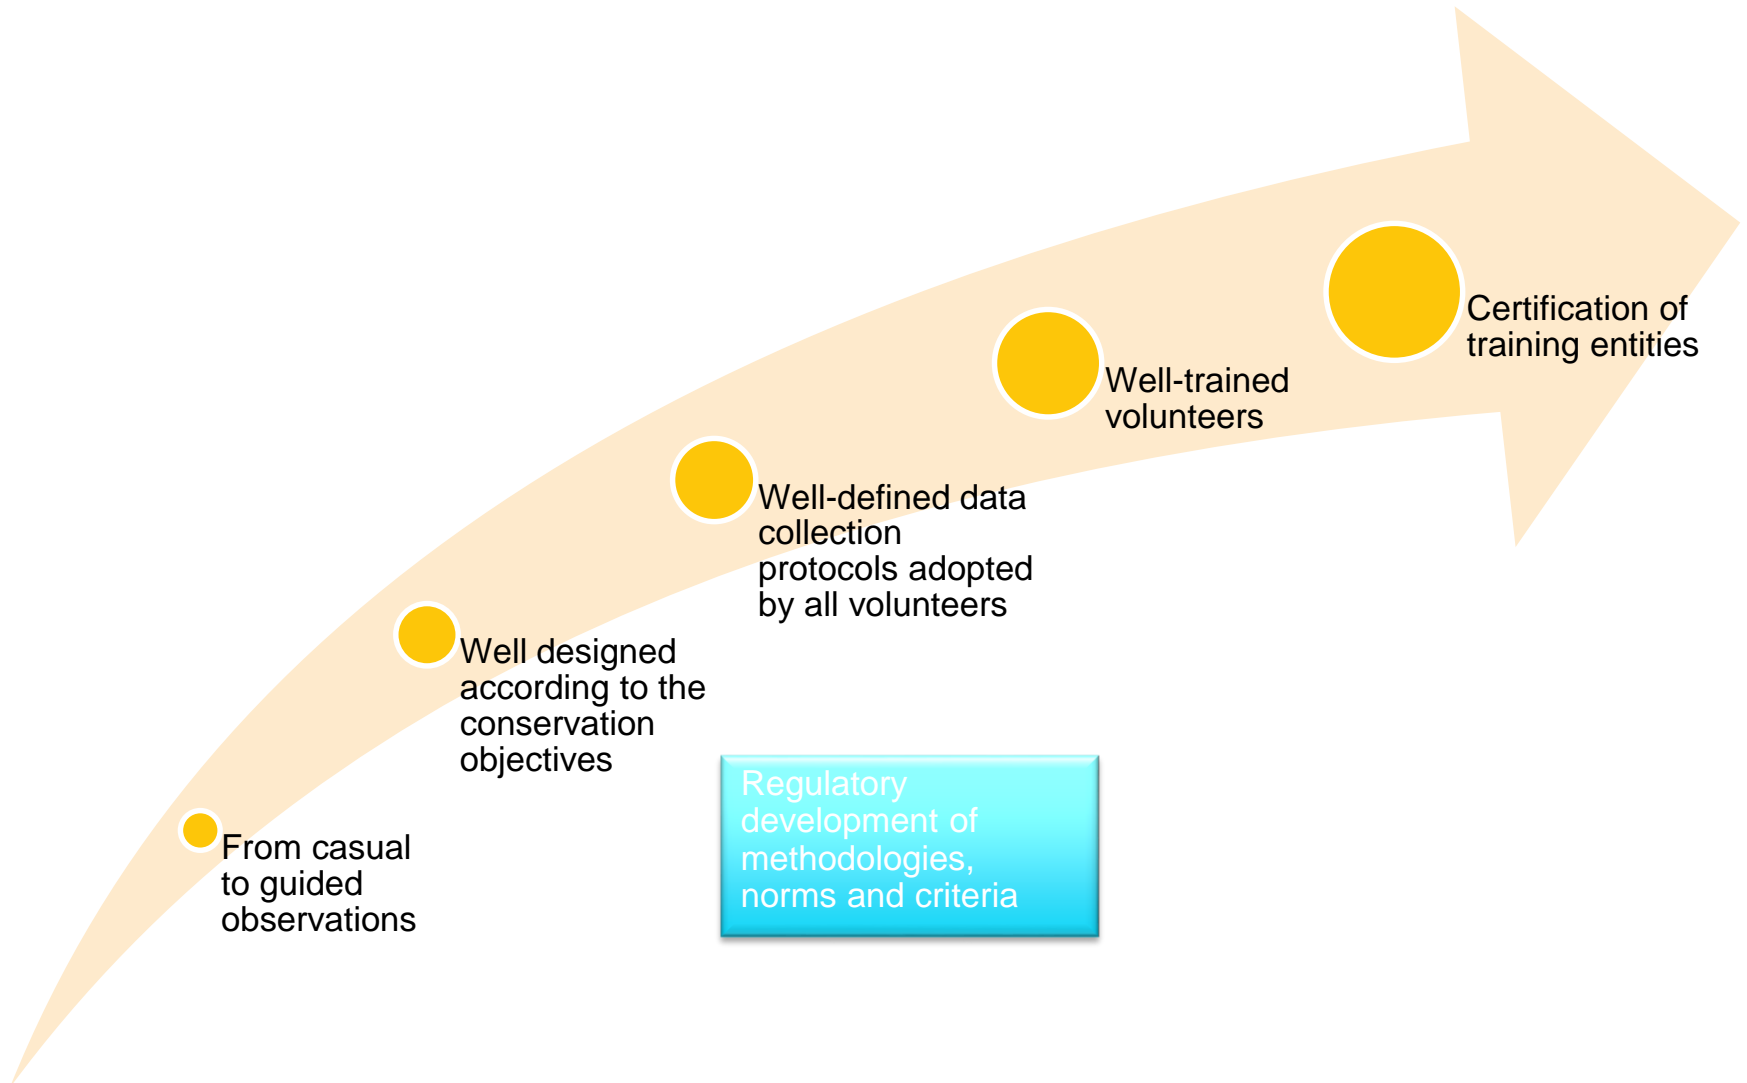 From casual
to guided
observations
Well designed
according to the
conservation
objectives
Well-defined data
collection
protocols adopted
by all volunteers
Well-trained
volunteers
Certification of
training entities
Regulatory
development of
methodologies,
norms and criteria